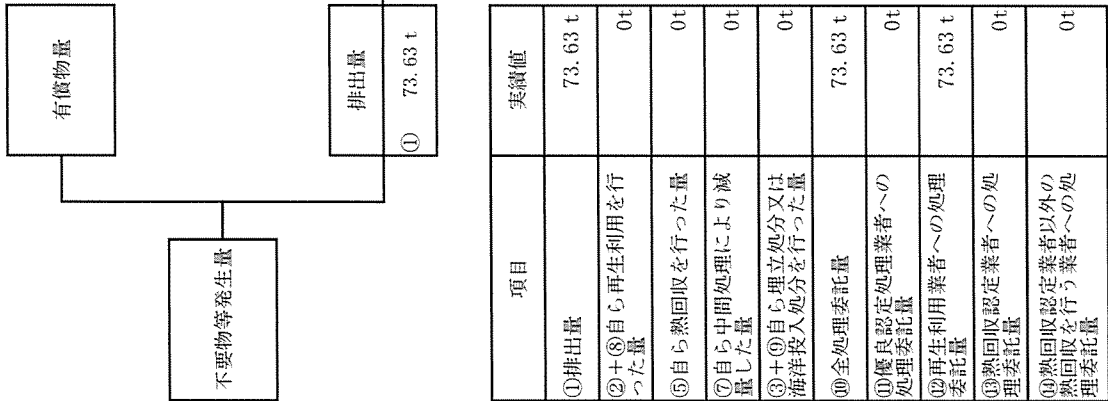 有償物量
不要物等発生量
排出量
① 73.63 t
項目 実績値
①排出量 73.63 t
②+⑧自ら再生利用を行
った量 0t
⑤自ら熱回収を行った量 0t
⑦自ら中間処理により減
量した量 0t
③+⑨自ら埋立処分又は
海洋投入処分を行った量 0t
⑩全処理委託量 73.63 t
⑪優良認定処理業者への
処理委託量 0t
⑫再生利用業者への処理
委託量 73.63 t
⑬熱回収認定業者への処
理委託量 0t
⑭熱回収認定業者以外の
熱回収を行う業者への処
理委託量 0t